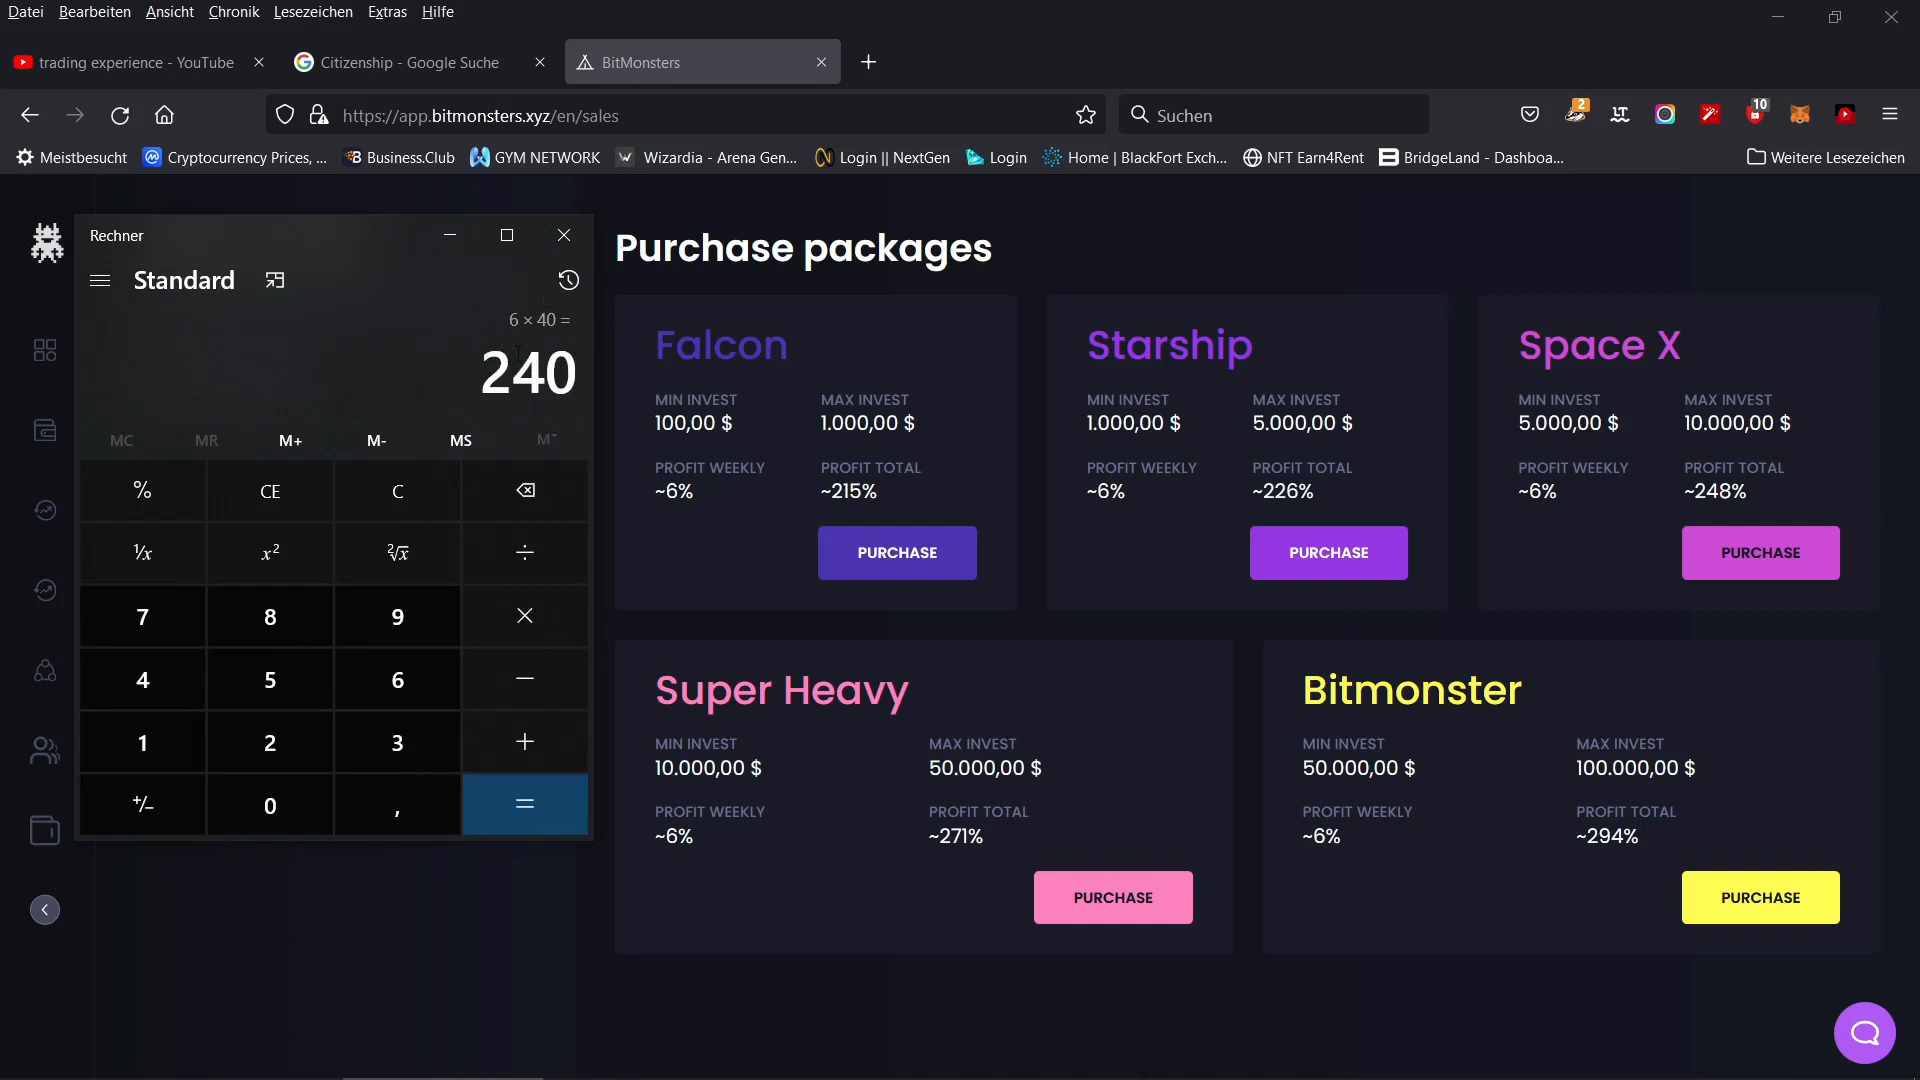 Datei Bearbeiten Ansicht Chronik Lesezeichen Extras Hilfe
trading experience - YouTube
Citizenship - Google Suche
BitMonsters
https://app.bitmonsters.xyz/en/sales
Suchen
2
10
Meistbesucht
Cryptocurrency Prices, ...
Business.Club
GYM NETWORK
Wizardia - Arena Gen...
Login || NextGen
Login
Home | BlackFort Exch...
NFT Earn4Rent
BridgeLand - Dashboa...
Weitere Lesezeichen
Rechner
Standard
6 × 40 =
240
MC MR M+ M- MS M˅
% CE C
¹/x x² ²√x ÷
7 8 9 ×
4 5 6 −
1 2 3 +
+/− 0 , =
Purchase packages
Falcon
MIN INVEST MAX INVEST
100,00 $ 1.000,00 $
PROFIT WEEKLY PROFIT TOTAL
~6% ~215%
PURCHASE
Starship
MIN INVEST MAX INVEST
1.000,00 $ 5.000,00 $
PROFIT WEEKLY PROFIT TOTAL
~6% ~226%
PURCHASE
Space X
MIN INVEST MAX INVEST
5.000,00 $ 10.000,00 $
PROFIT WEEKLY PROFIT TOTAL
~6% ~248%
PURCHASE
Super Heavy
MIN INVEST MAX INVEST
10.000,00 $ 50.000,00 $
PROFIT WEEKLY PROFIT TOTAL
~6% ~271%
PURCHASE
Bitmonster
MIN INVEST MAX INVEST
50.000,00 $ 100.000,00 $
PROFIT WEEKLY PROFIT TOTAL
~6% ~294%
PURCHASE